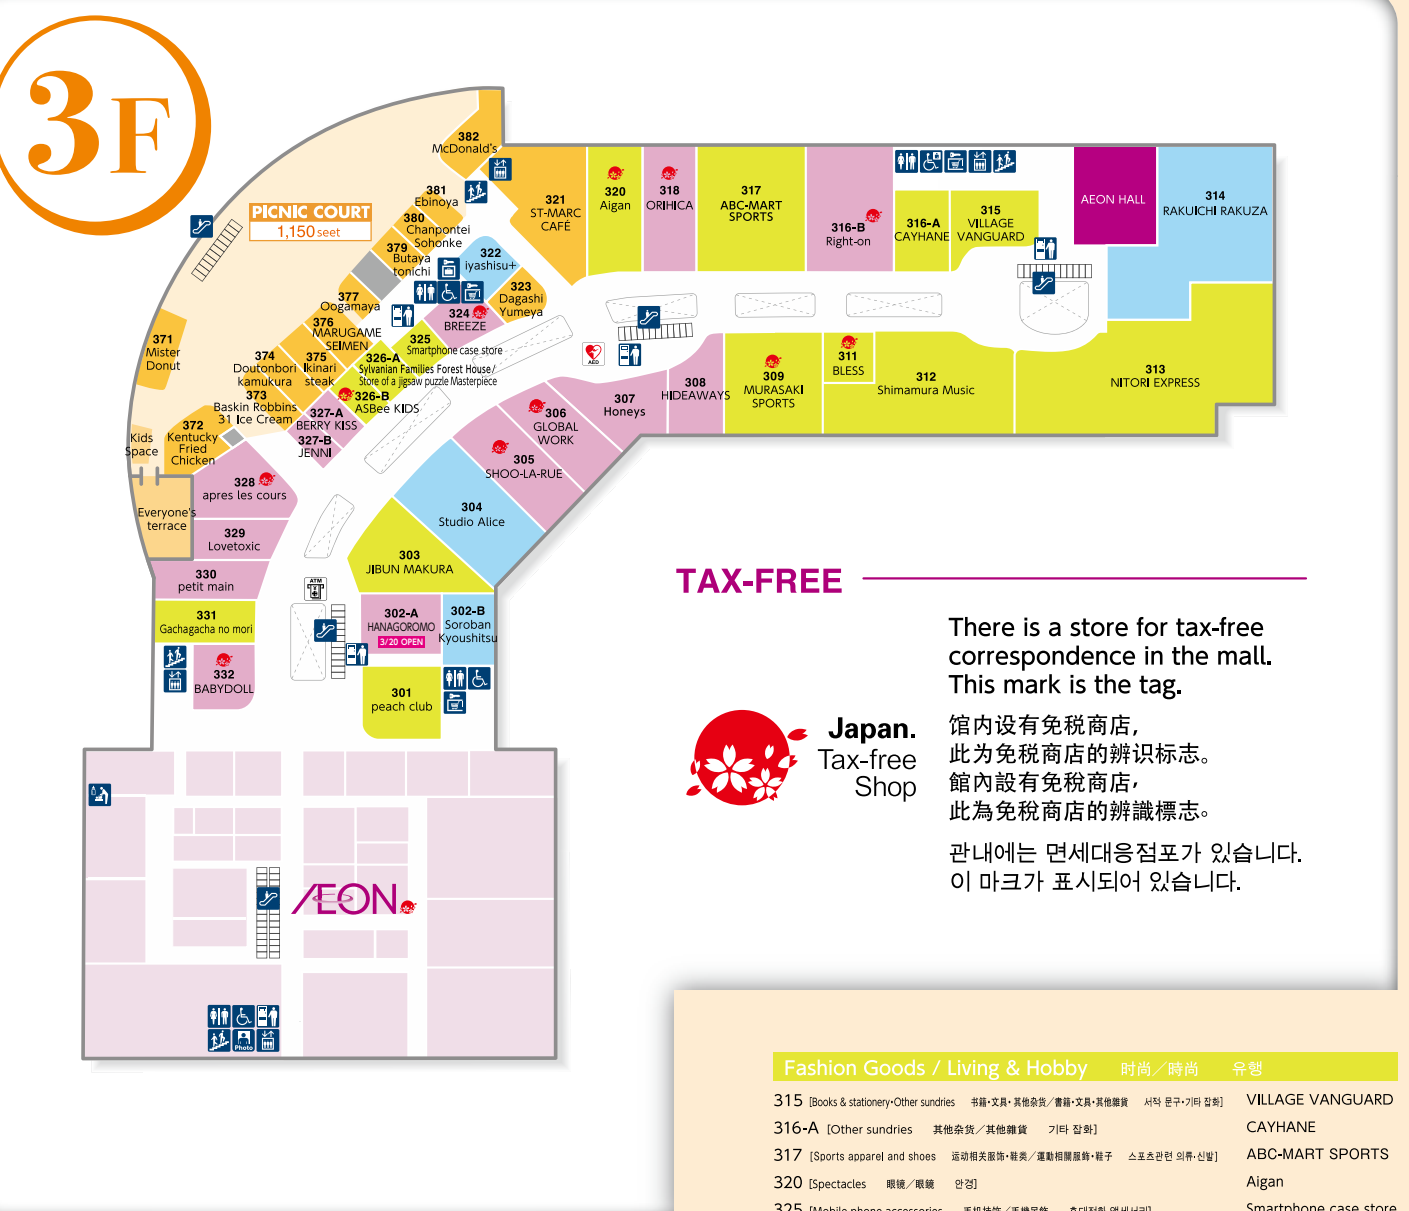 3F
382
McDonald's
381
Ebinoya
380
Chanpontei
Sohonke
379
Butaya
tonichi
PICNIC COURT
1,150 seet
377
Oogamaya
376
MARUGAME
SEIMEN
375
Ikinari
steak
374
Doutonbori
kamukura
373
Baskin Robbins
31 Ice Cream
372
Kentucky
Fried
Chicken
371
Mister
Donut
Kids
Space
Everyone's
terrace
321
ST-MARC
CAFÉ
322
iyashisu+
323
Dagashi
Yumeya
324
BREEZE
325
Smartphone case store
326-A
Sylvanian Families Forest House/
Store of a jigsaw puzzle Masterpiece
326-B
ASBee KIDS
327-A
BERRY KISS
327-B
JENNI
328
apres les cours
329
Lovetoxic
330
petit main
331
Gachagacha no mori
332
BABYDOLL
320
Aigan
318
ORIHICA
317
ABC-MART
SPORTS
316-B
Right-on
316-A
CAYHANE
315
VILLAGE
VANGUARD
AEON HALL
314
RAKUICHI RAKUZA
313
NITORI EXPRESS
312
Shimamura Music
311
BLESS
309
MURASAKI
SPORTS
308
HIDEAWAYS
307
Honeys
306
GLOBAL
WORK
305
SHOO-LA-RUE
304
Studio Alice
303
JIBUN MAKURA
302-A
HANAGOROMO
3/20 OPEN
302-B
Soroban
Kyoushitsu
301
peach club
AED
ATM
ÆON
Photo
TAX-FREE
There is a store for tax-free
correspondence in the mall.
This mark is the tag.
Japan.
Tax-free
Shop
馆内设有免税商店，
此为免税商店的辨识标志。
館內設有免稅商店，
此為免稅商店的辨識標志。
관내에는 면세대응점포가 있습니다.
이 마크가 표시되어 있습니다.
Fashion Goods / Living & Hobby 时尚／時尚 유행
315 [Books & stationery•Other sundries 书籍•文具•其他杂货／書籍•文具•其他雜貨 서적 문구•기타 잡화] VILLAGE VANGUARD
316-A [Other sundries 其他杂货／其他雜貨 기타 잡화] CAYHANE
317 [Sports apparel and shoes 运动相关服饰•鞋类／運動相關服飾•鞋子 스포츠관련 의류•신발] ABC-MART SPORTS
320 [Spectacles 眼镜／眼鏡 안경] Aigan
325 [Mobile phone accessories Smartphone case store